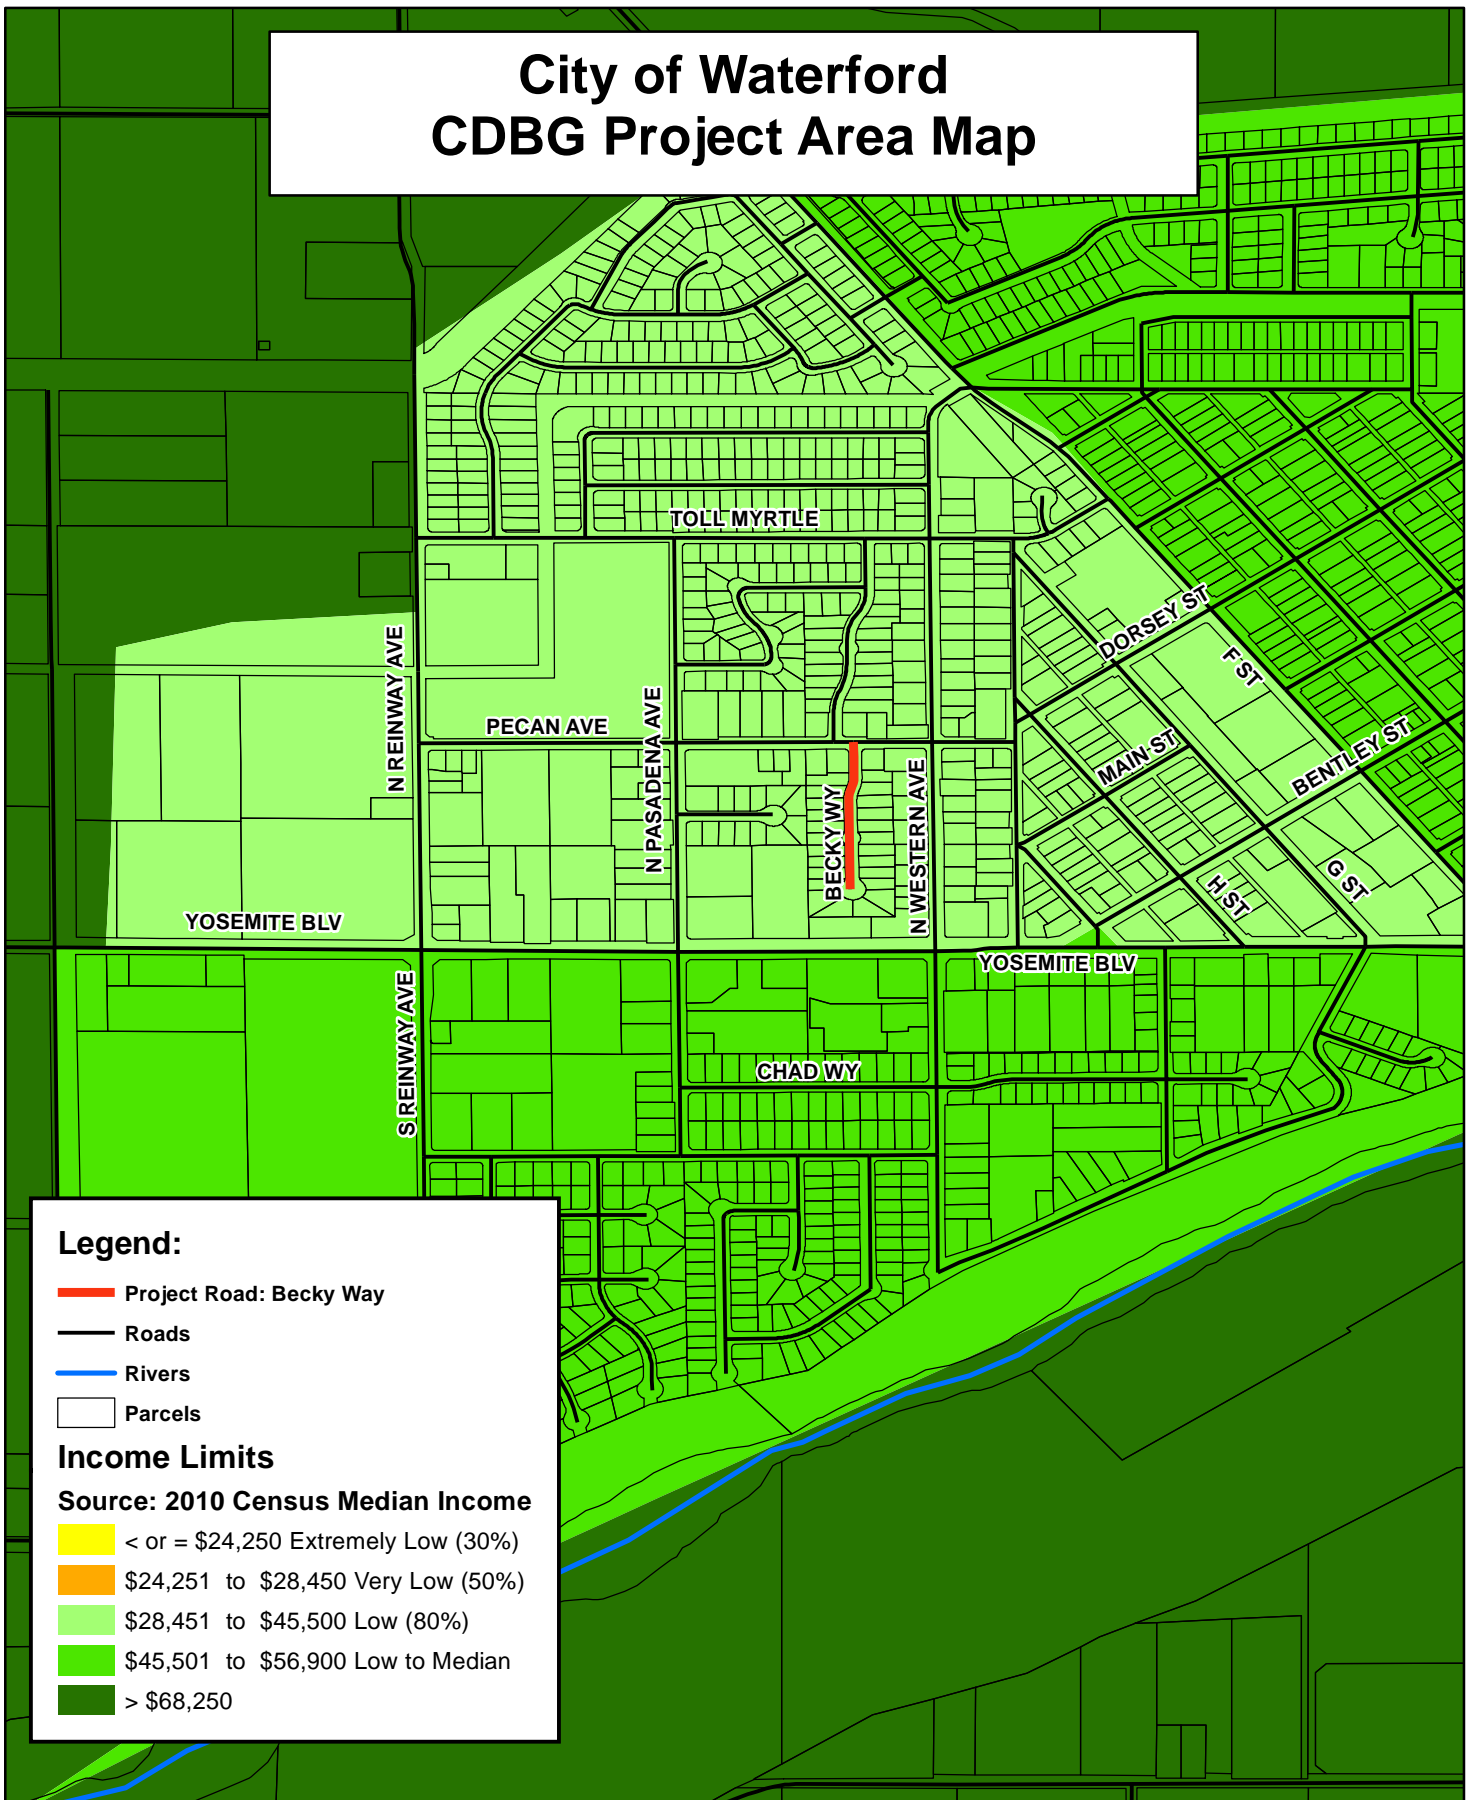 City of Waterford
CDBG Project Area Map
TOLL MYRTLE
DORSEY ST
F ST
N REINWAY AVE
N PASADENA AVE
PECAN AVE
MAIN ST
BENTLEY ST
BECKY WY
N WESTERN AVE
G ST
H ST
YOSEMITE BLV
YOSEMITE BLV
S REINWAY AVE
CHAD WY
Legend:
Project Road: Becky Way
Roads
Rivers
Parcels
Income Limits
Source: 2010 Census Median Income
< or = $24,250 Extremely Low (30%)
$24,251 to $28,450 Very Low (50%)
$28,451 to $45,500 Low (80%)
$45,501 to $56,900 Low to Median
> $68,250